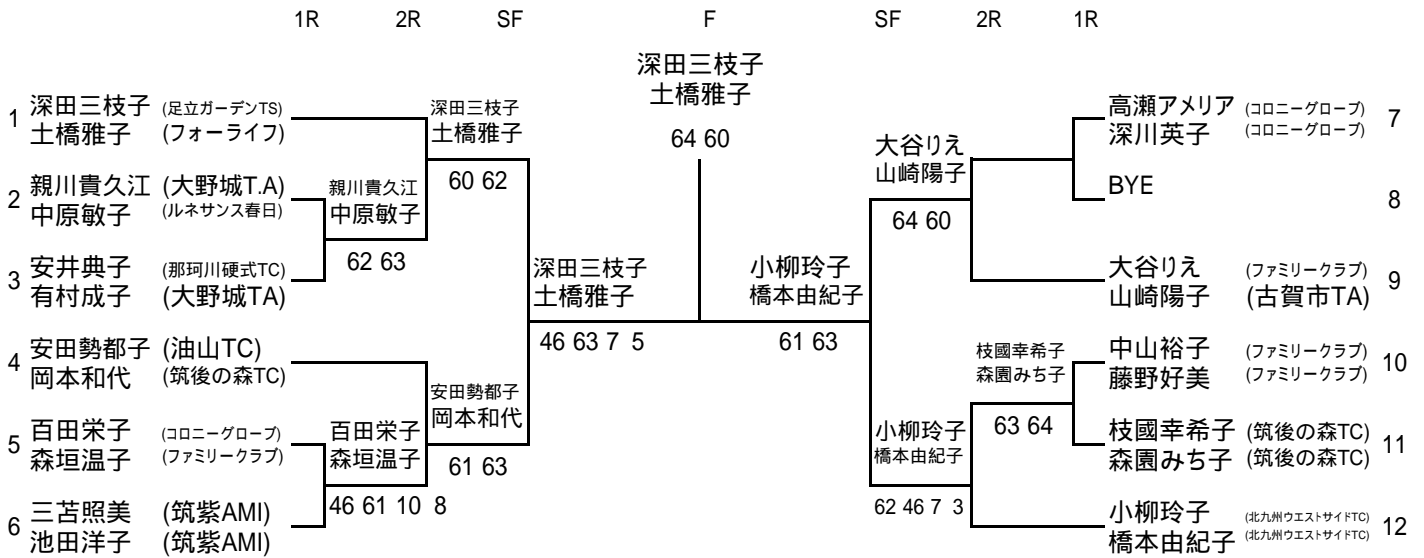 1R 2R SF F SF 2R 1R
深田三枝子
土橋雅子
64 60
1 深田三枝子 (足立ガーデンTS)
土橋雅子 (フォーライフ)
2 親川貴久江 (大野城T.A)
中原敏子 (ルネサンス春日)
3 安井典子 (那珂川硬式TC)
有村成子 (大野城TA)
4 安田勢都子 (油山TC)
岡本和代 (筑後の森TC)
5 百田栄子 (コロニーグローブ)
森垣温子 (ファミリークラブ)
6 三苫照美 (筑紫AMI)
池田洋子 (筑紫AMI)
親川貴久江
中原敏子
62 63
百田栄子
森垣温子
46 61 10 8
深田三枝子
土橋雅子
60 62
安田勢都子
岡本和代
61 63
深田三枝子
土橋雅子
46 63 7 5
小柳玲子
橋本由紀子
61 63
大谷りえ
山崎陽子
64 60
小柳玲子
橋本由紀子
62 46 7 3
枝國幸希子
森園みち子
63 64
高瀬アメリア (コロニーグローブ) 7
深川英子 (コロニーグローブ)
BYE 8
大谷りえ (ファミリークラブ) 9
山崎陽子 (古賀市TA)
中山裕子 (ファミリークラブ) 10
藤野好美 (ファミリークラブ)
枝國幸希子 (筑後の森TC) 11
森園みち子 (筑後の森TC)
小柳玲子 (北九州ウエストサイドTC) 12
橋本由紀子 (北九州ウエストサイドTC)